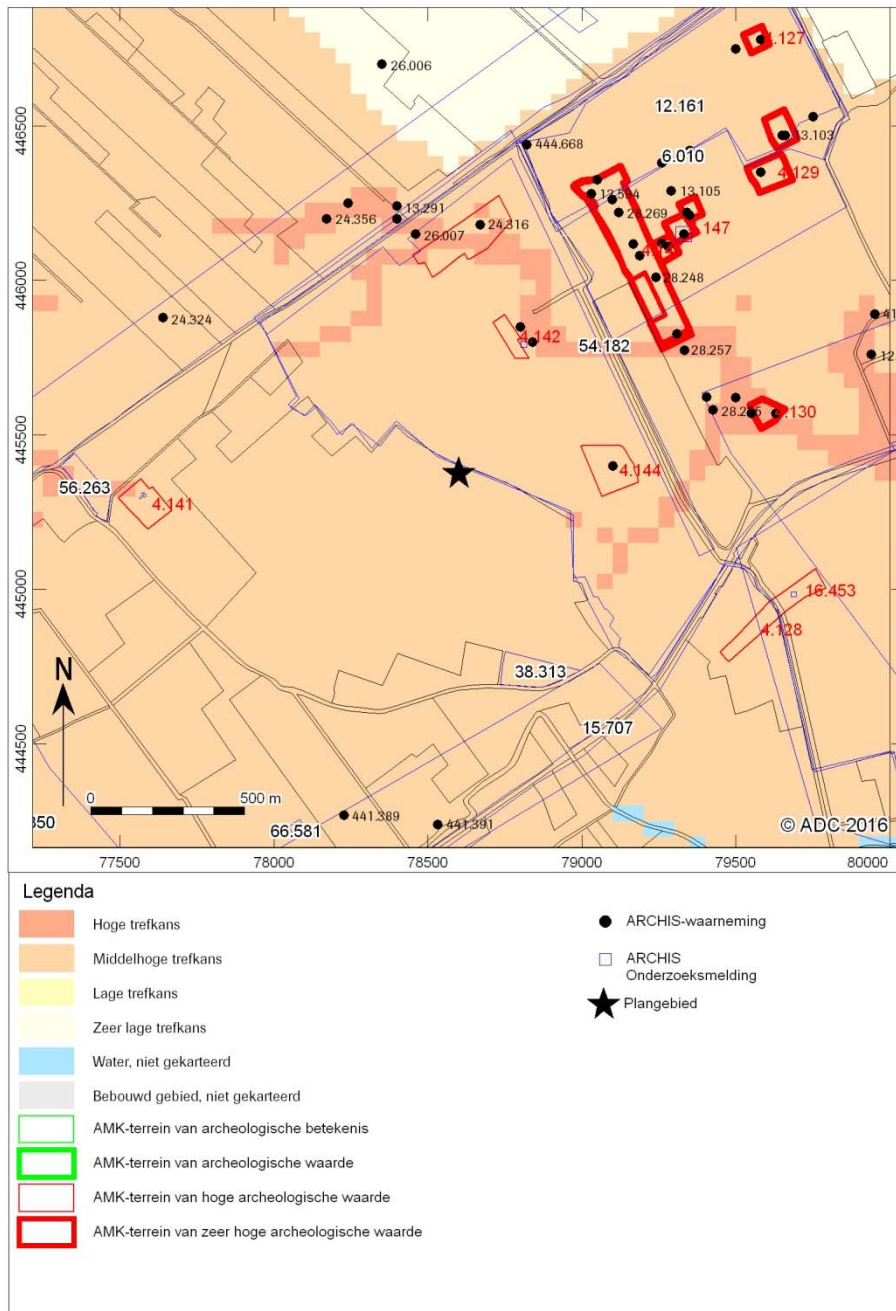 26.006
4.127
12.161
446500
444.668
13.103
6.010
4.129
13.594
13.105
24.356
13.291
28.269
147
26.007
24.316
446000
28.248
24.324
4.142
54.182
28.257
445500
28.2
4.144
56.263
4.141
445000
16.453
4.128
N
38.313
444500
15.707
0
500 m
441.389
350
66.581
441.391
© ADC 2016
77500
78000
78500
79000
79500
80000
Legenda
Hoge trefkans
Middelhoge trefkans
Lage trefkans
Zeer lage trefkans
Water, niet gekarteerd
Bebouwd gebied, niet gekarteerd
AMK-terrein van archeologische betekenis
AMK-terrein van archeologische waarde
AMK-terrein van hoge archeologische waarde
AMK-terrein van zeer hoge archeologische waarde
ARCHIS-waarneming
ARCHIS
Onderzoeksmelding
Plangebied